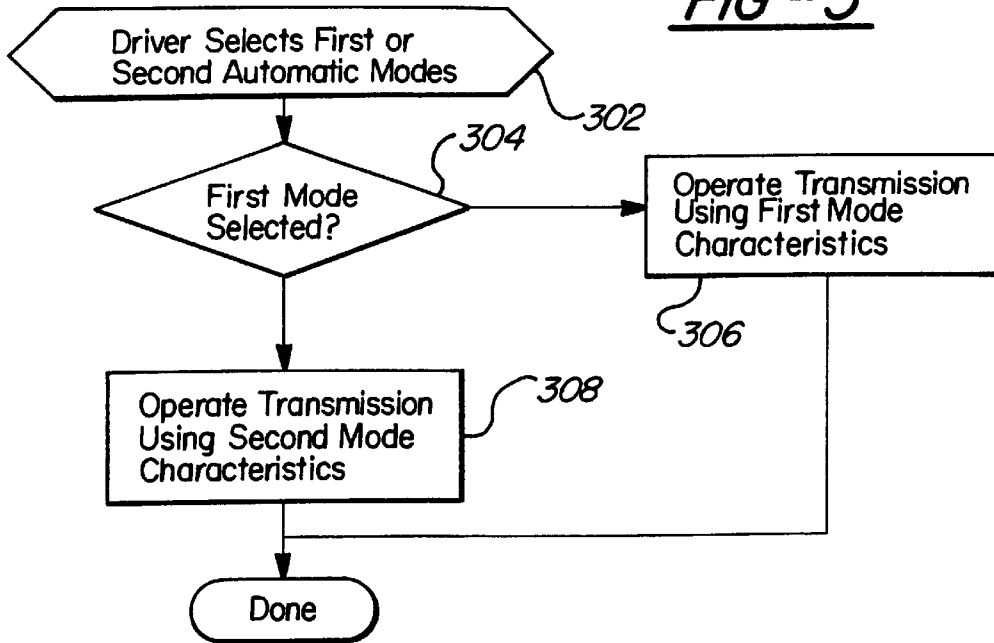 FIG-3
Driver Selects First or
Second Automatic Modes
302
304
First Mode
Selected?
Operate Transmission
Using First Mode
Characteristics
306
308
Operate Transmission
Using Second Mode
Characteristics
Done